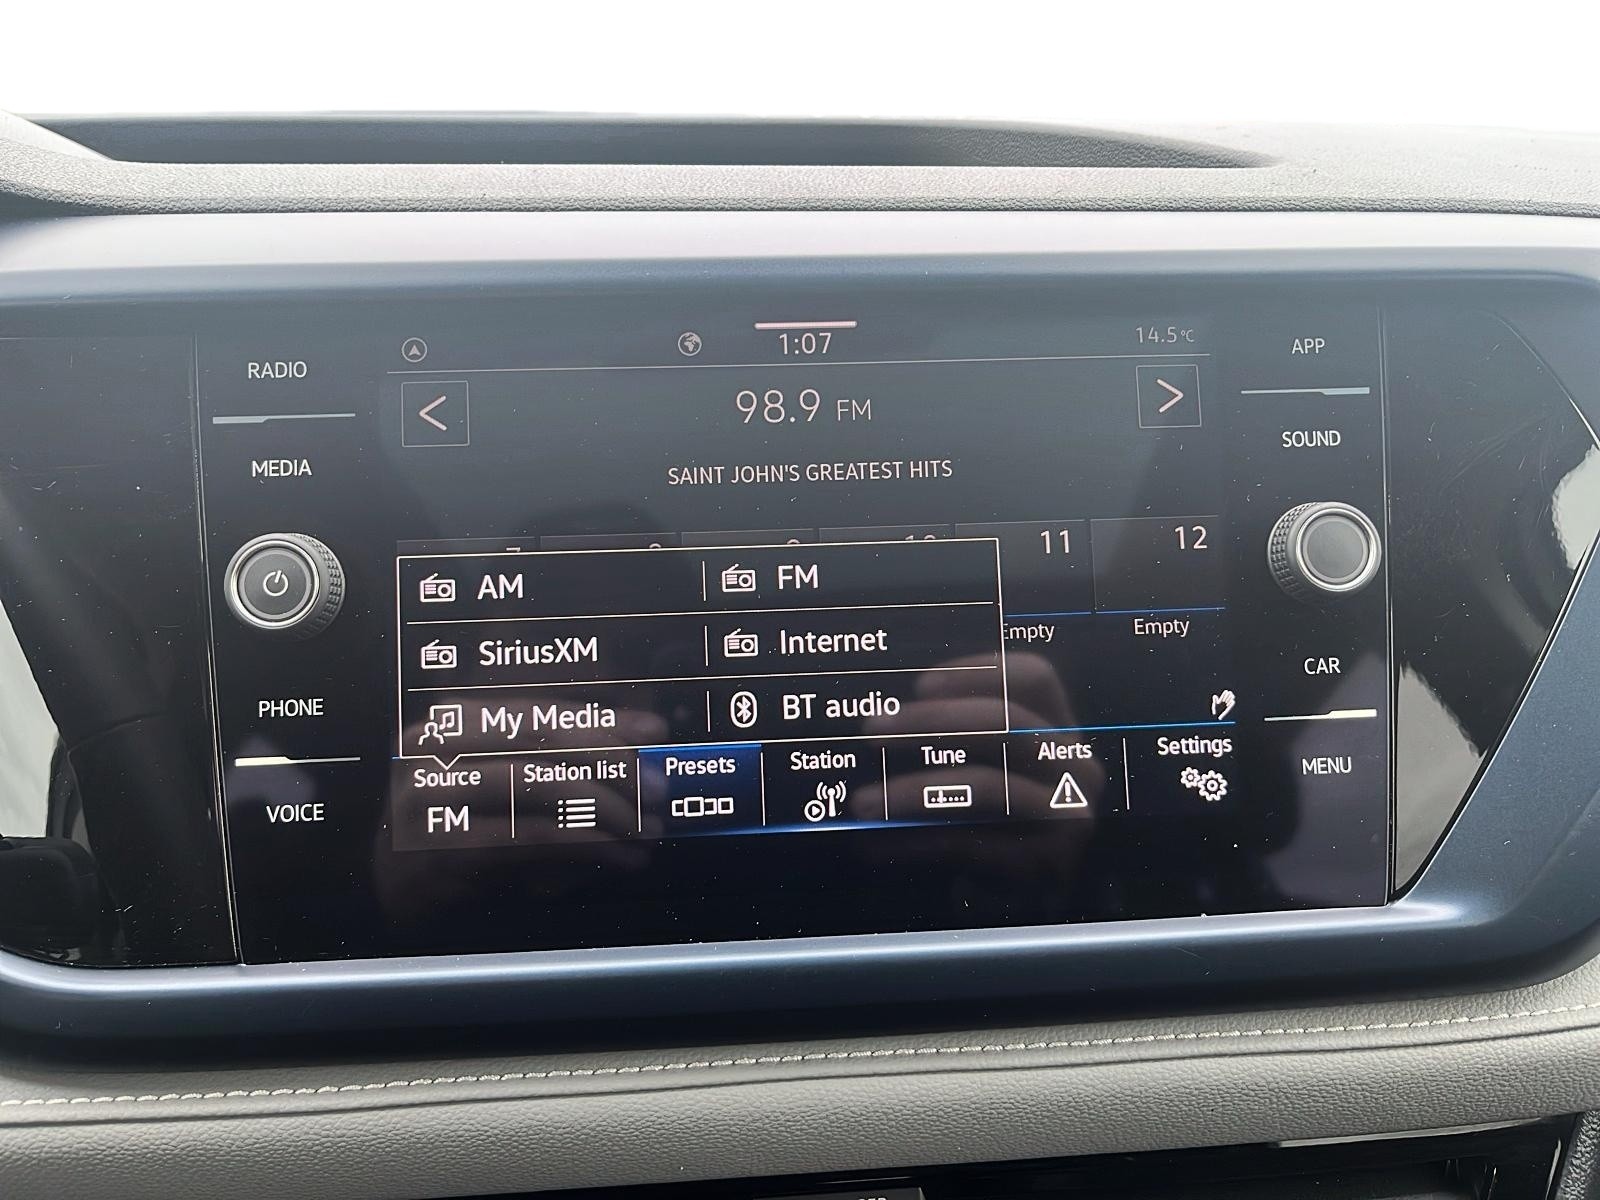 1:07
14.5°C
RADIO
APP
98.9 FM
SOUND
MEDIA
SAINT JOHN'S GREATEST HITS
11
12
AM
FM
Empty
SiriusXM
Internet
CAR
PHONE
My Media
BT audio
Source
Station list
Presets
Station
Tune
Alerts
Settings
MENU
FM
VOICE